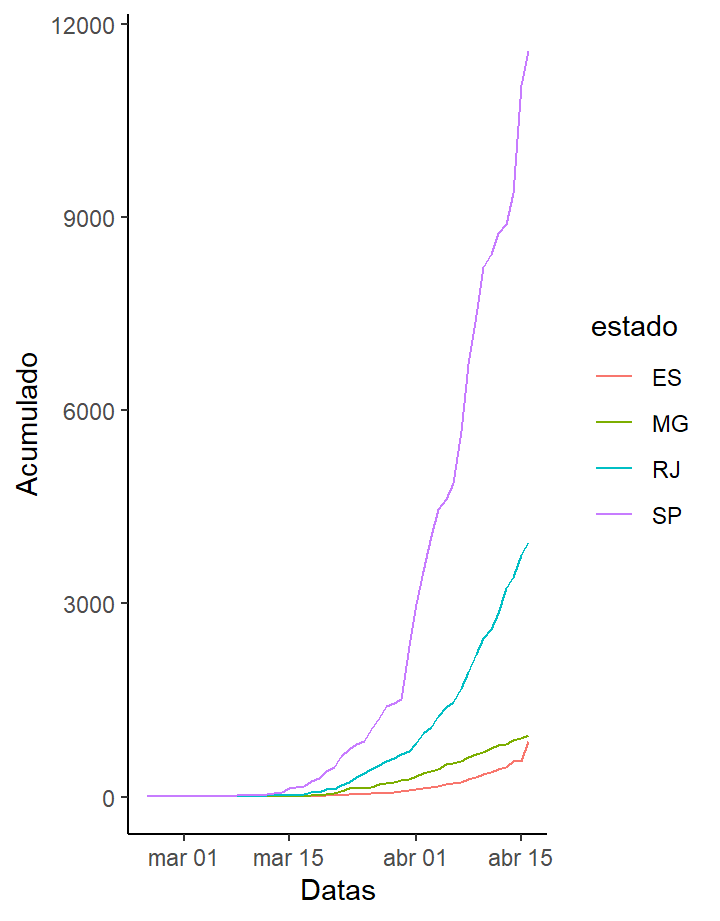 12000
9000
6000
3000
0
Acumulado
mar 01
mar 15
abr 01
abr 15
Datas
estado
ES
MG
RJ
SP